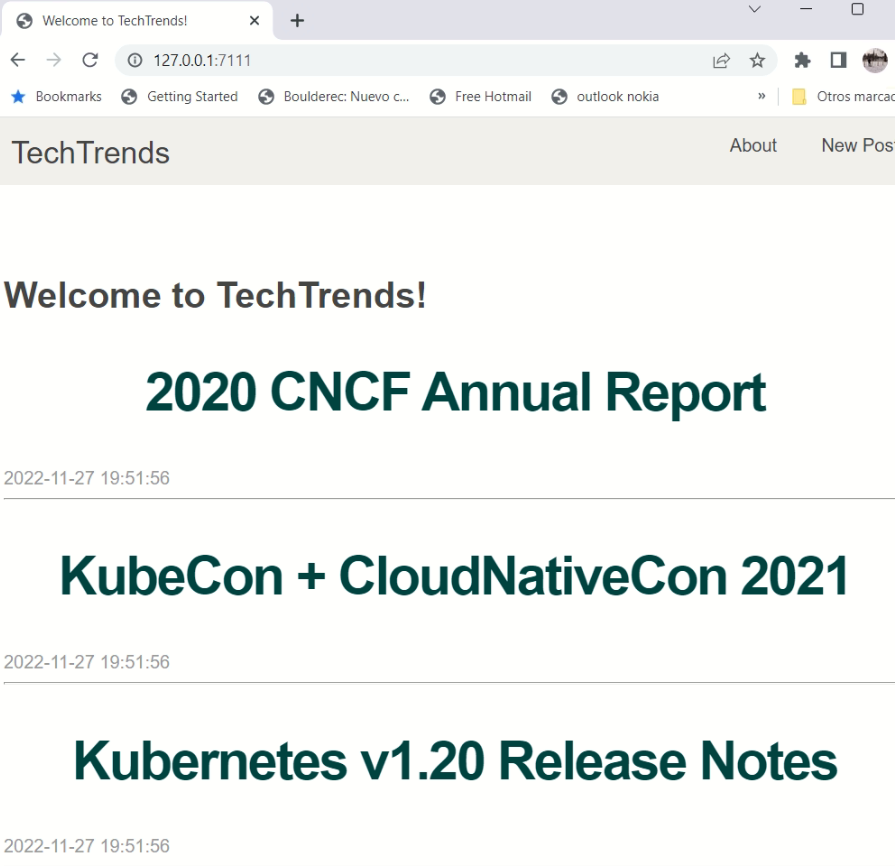 Welcome to TechTrends!
127.0.0.1:7111
Bookmarks Getting Started Boulderec: Nuevo c... Free Hotmail outlook nokia » Otros marcad
TechTrends About New Post
Welcome to TechTrends!
2020 CNCF Annual Report
2022-11-27 19:51:56
KubeCon + CloudNativeCon 2021
2022-11-27 19:51:56
Kubernetes v1.20 Release Notes
2022-11-27 19:51:56